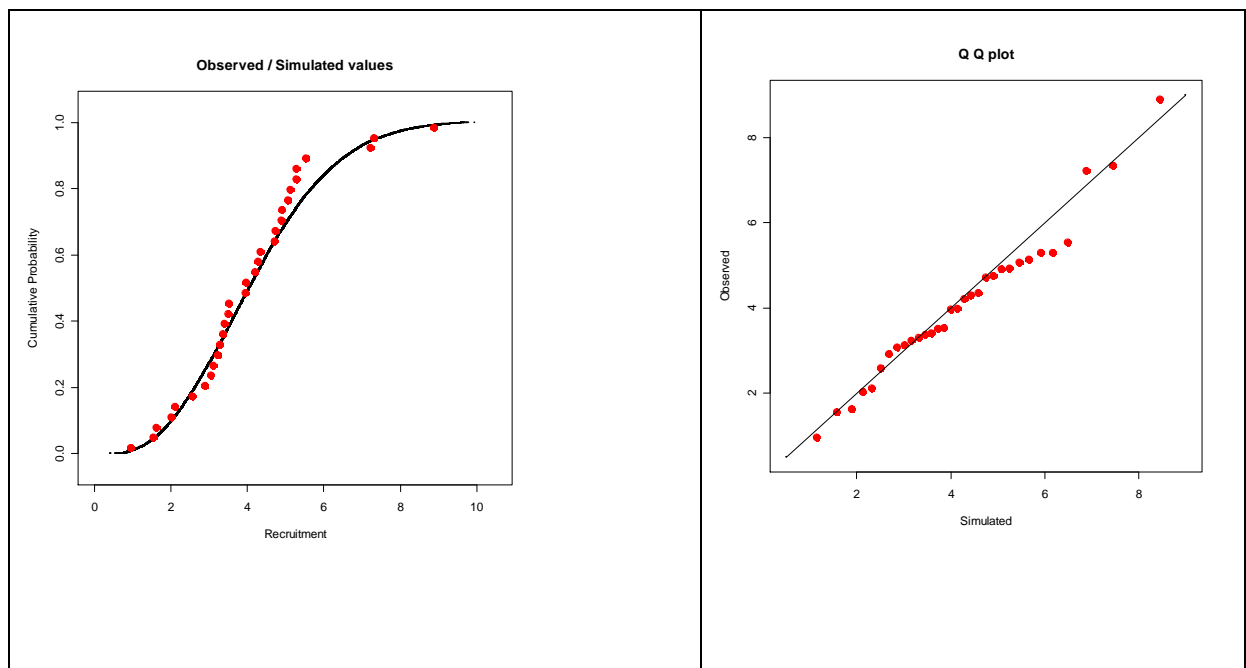 Observed / Simulated values
Cumulative Probability
1.0
0.8
0.6
0.4
0.2
0.0
0 2 4 6 8 10
Recruitment
Q Q plot
Observed
8
6
4
2
2 4 6 8
Simulated